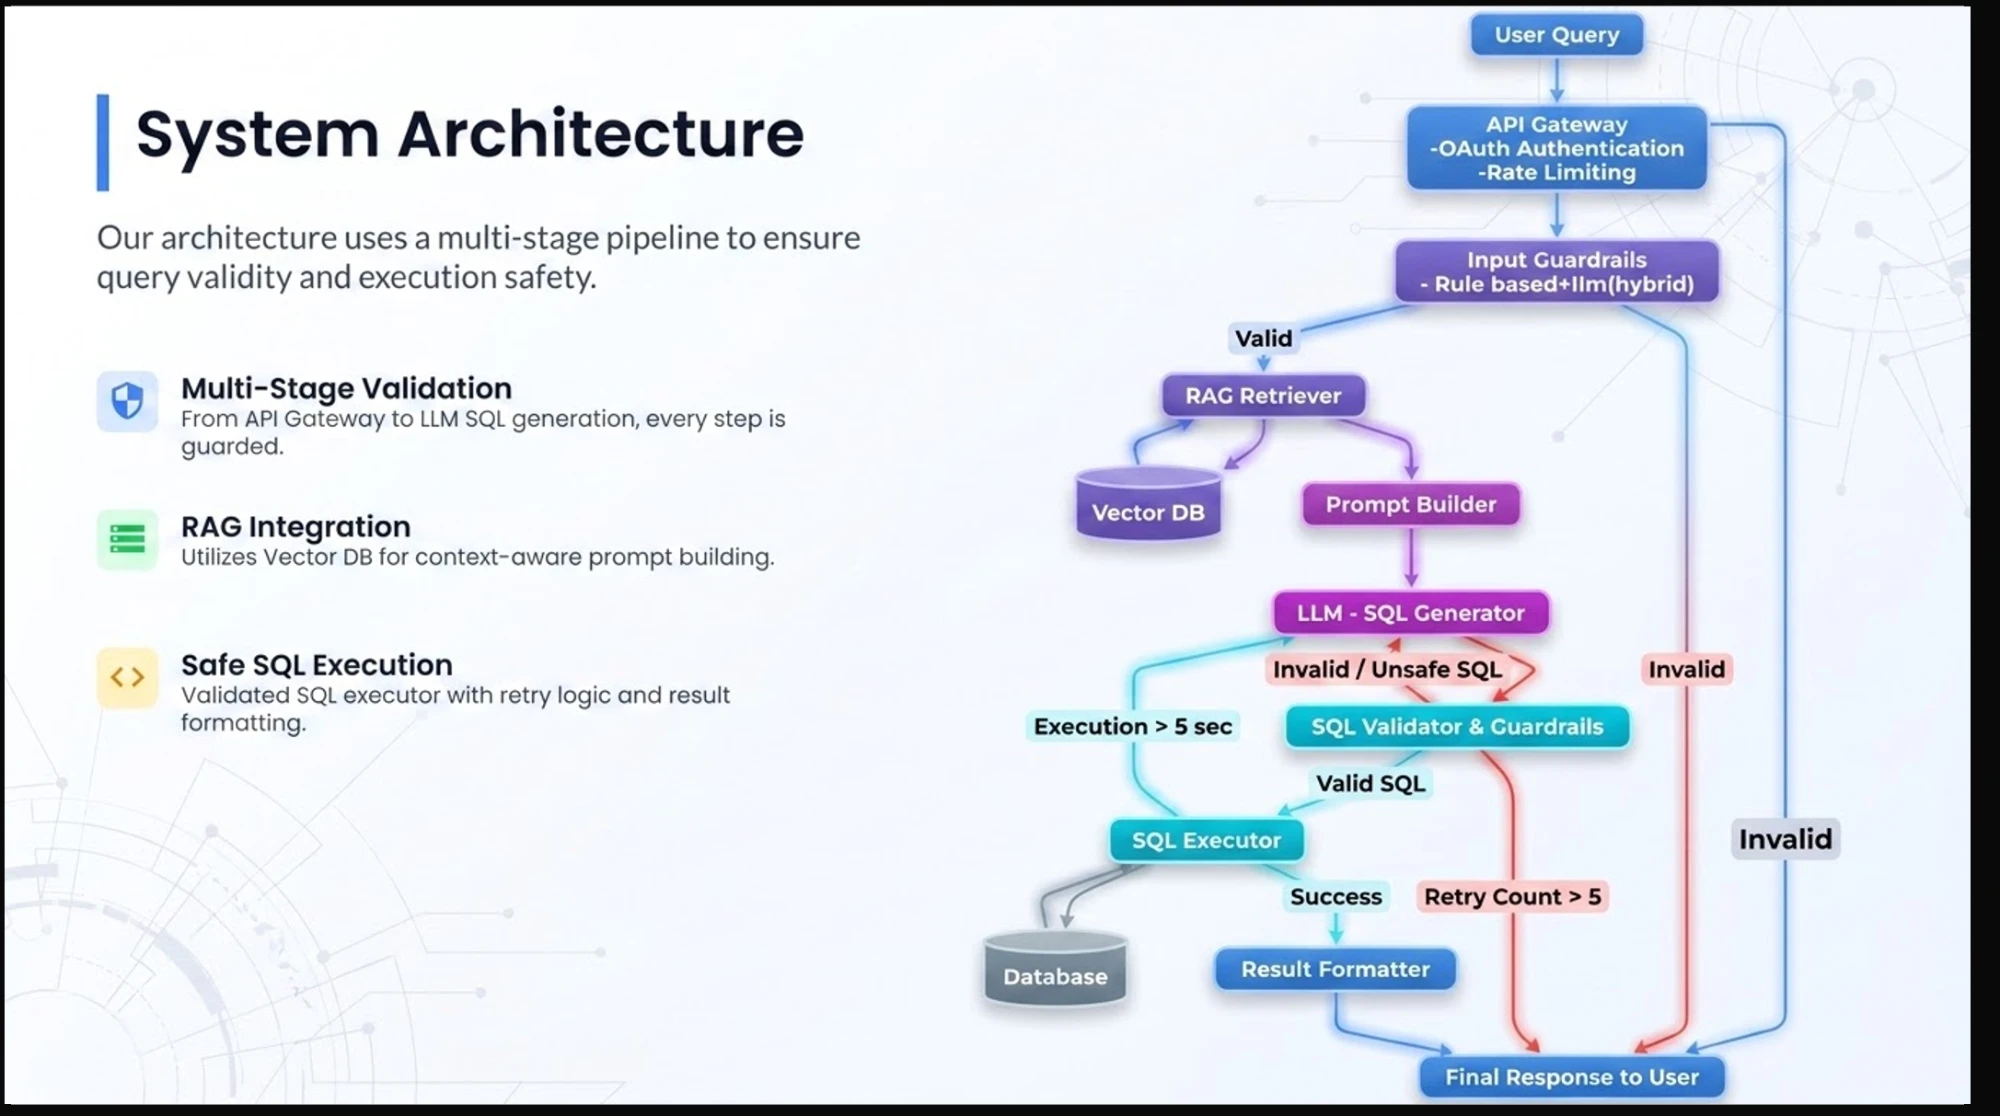 System Architecture
Our architecture uses a multi-stage pipeline to ensure
query validity and execution safety.
Multi-Stage Validation
From API Gateway to LLM SQL generation, every step is
guarded.
RAG Integration
Utilizes Vector DB for context-aware prompt building.
Safe SQL Execution
Validated SQL executor with retry logic and result
formatting.
User Query
API Gateway
-OAuth Authentication
-Rate Limiting
Input Guardrails
- Rule based+llm(hybrid)
Valid
RAG Retriever
Vector DB
Prompt Builder
LLM - SQL Generator
Invalid / Unsafe SQL
Invalid
Execution > 5 sec
SQL Validator & Guardrails
Valid SQL
SQL Executor
Invalid
Success
Retry Count > 5
Database
Result Formatter
Final Response to User